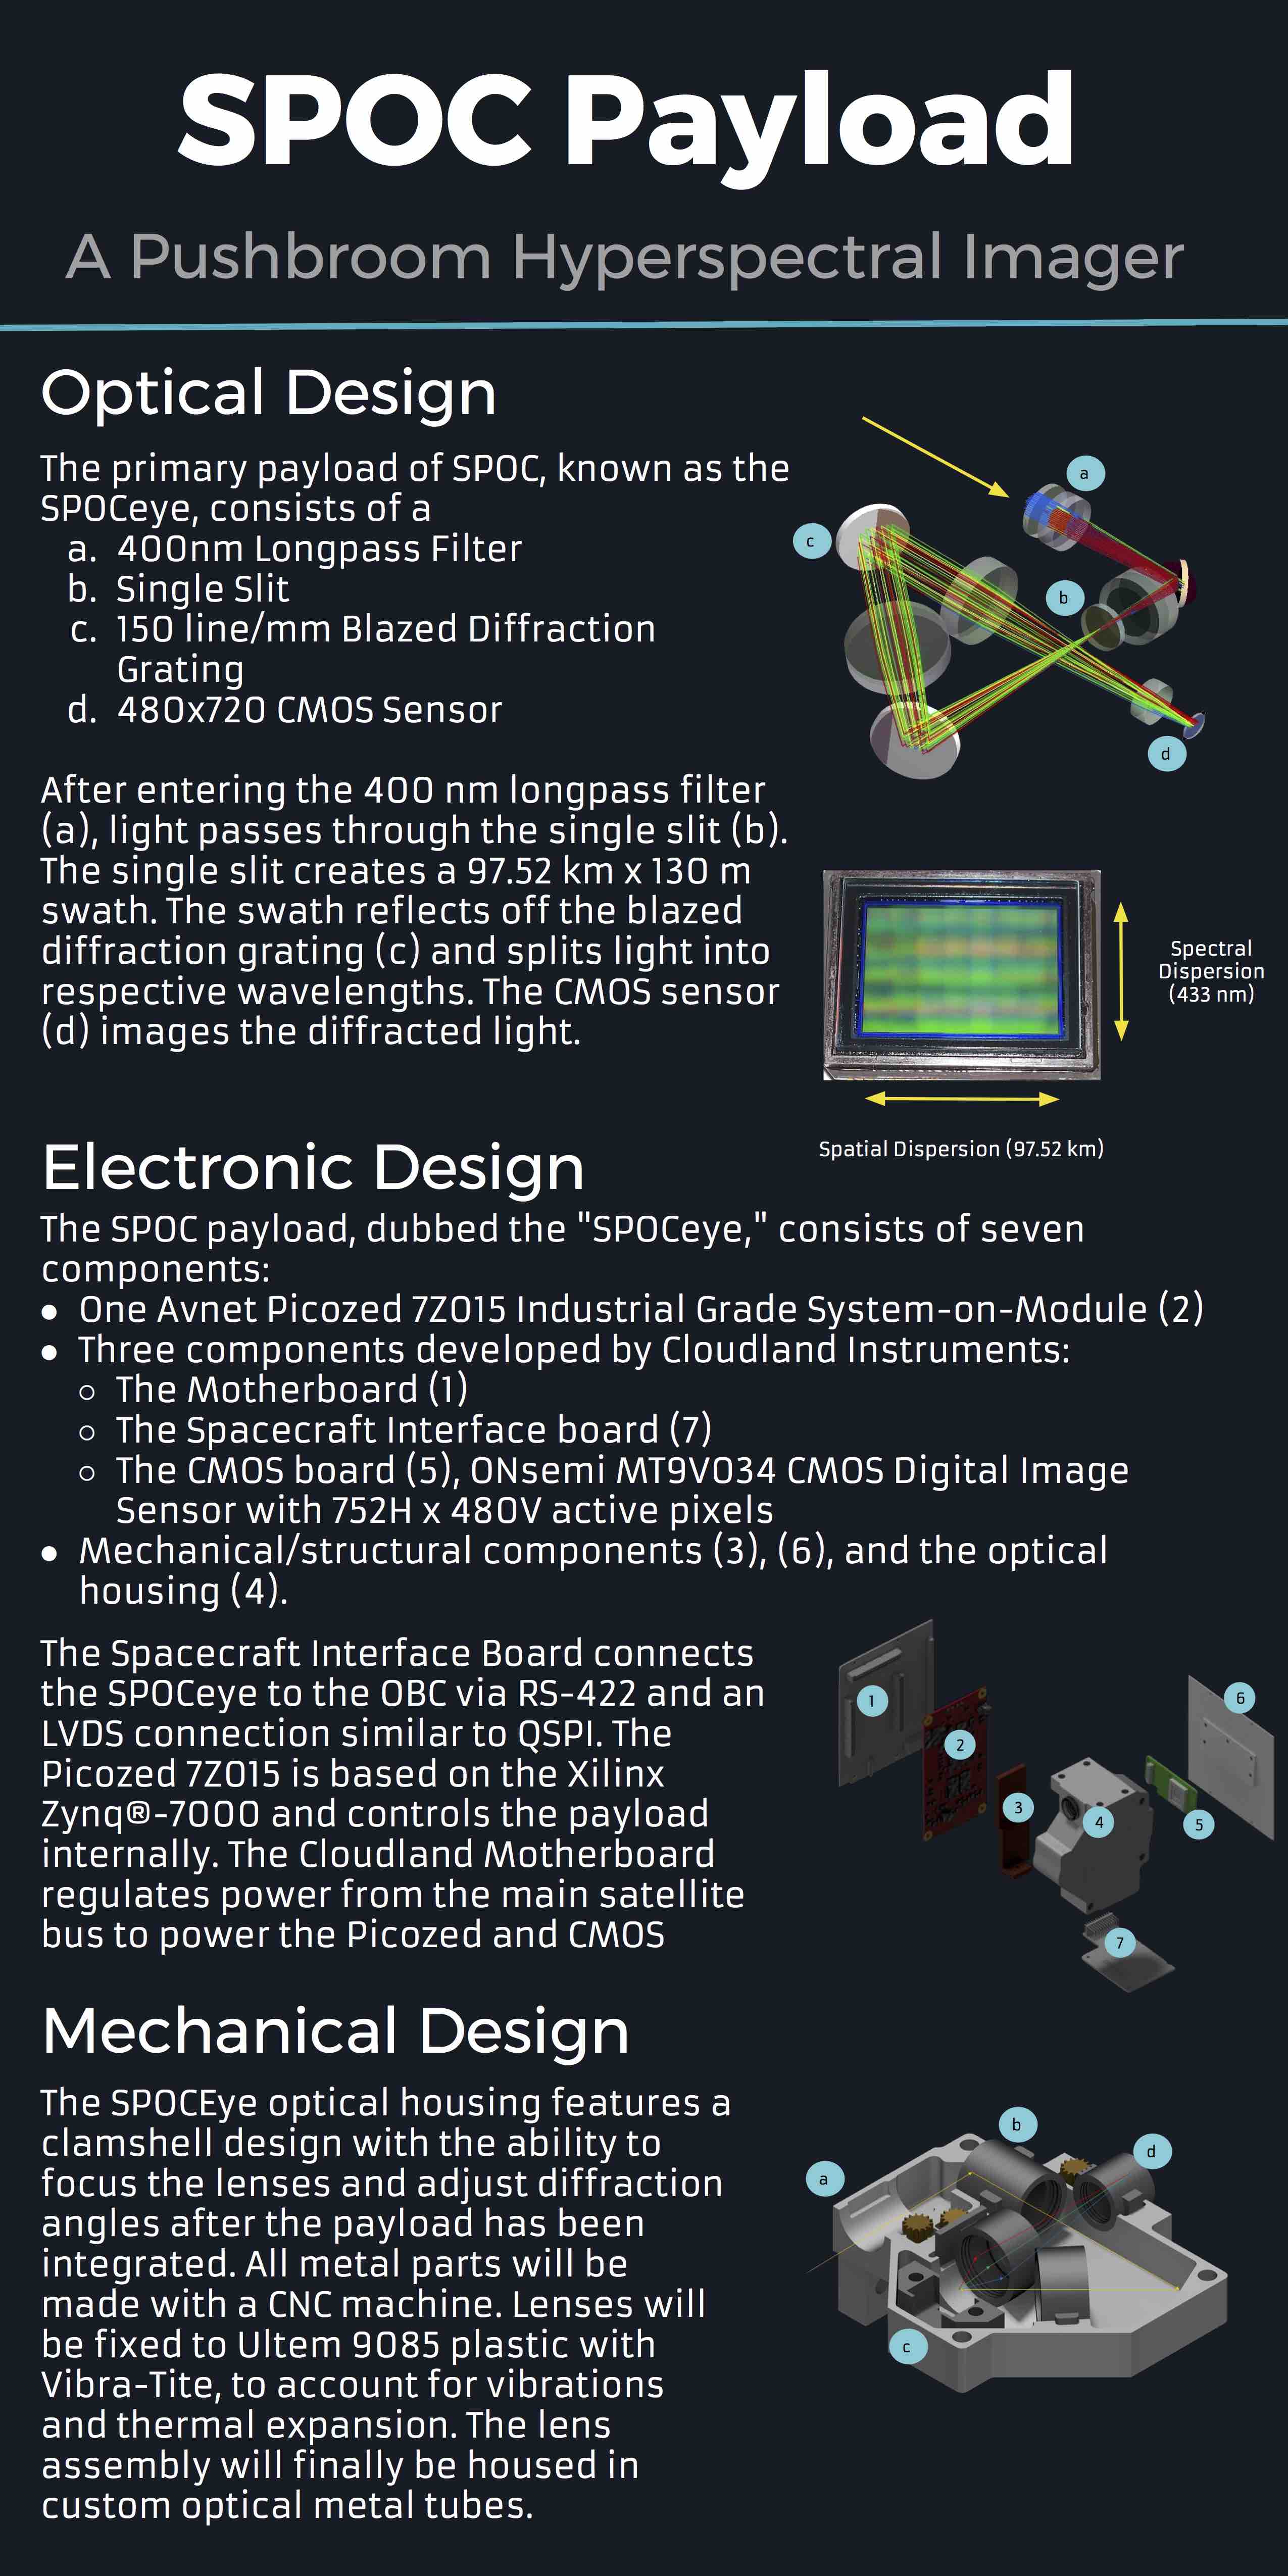 SPOC Payload
A Pushbroom Hyperspectral Imager
Optical Design
The primary payload of SPOC, known as the
SPOCeye, consists of a
a. 400nm Longpass Filter
b. Single Slit
c. 150 line/mm Blazed Diffraction
Grating
d. 480x720 CMOS Sensor
a
c
b
d
After entering the 400 nm longpass filter
(a), light passes through the single slit (b).
The single slit creates a 97.52 km x 130 m
swath. The swath reflects off the blazed
diffraction grating (c) and splits light into
respective wavelengths. The CMOS sensor
(d) images the diffracted light.
Spectral
Dispersion
(433 nm)
Spatial Dispersion (97.52 km)
Electronic Design
The SPOC payload, dubbed the "SPOCeye," consists of seven
components:
● One Avnet Picozed 7Z015 Industrial Grade System-on-Module (2)
● Three components developed by Cloudland Instruments:
○ The Motherboard (1)
○ The Spacecraft Interface board (7)
○ The CMOS board (5), ONsemi MT9V034 CMOS Digital Image
Sensor with 752H x 480V active pixels
● Mechanical/structural components (3), (6), and the optical
housing (4).
The Spacecraft Interface Board connects
the SPOCeye to the OBC via RS-422 and an
LVDS connection similar to QSPI. The
Picozed 7Z015 is based on the Xilinx
Zynq®-7000 and controls the payload
internally. The Cloudland Motherboard
regulates power from the main satellite
bus to power the Picozed and CMOS
1
2
3
4
5
6
7
Mechanical Design
The SPOCEye optical housing features a
clamshell design with the ability to
focus the lenses and adjust diffraction
angles after the payload has been
integrated. All metal parts will be
made with a CNC machine. Lenses will
be fixed to Ultem 9085 plastic with
Vibra-Tite, to account for vibrations
and thermal expansion. The lens
assembly will finally be housed in
custom optical metal tubes.
a
b
d
c